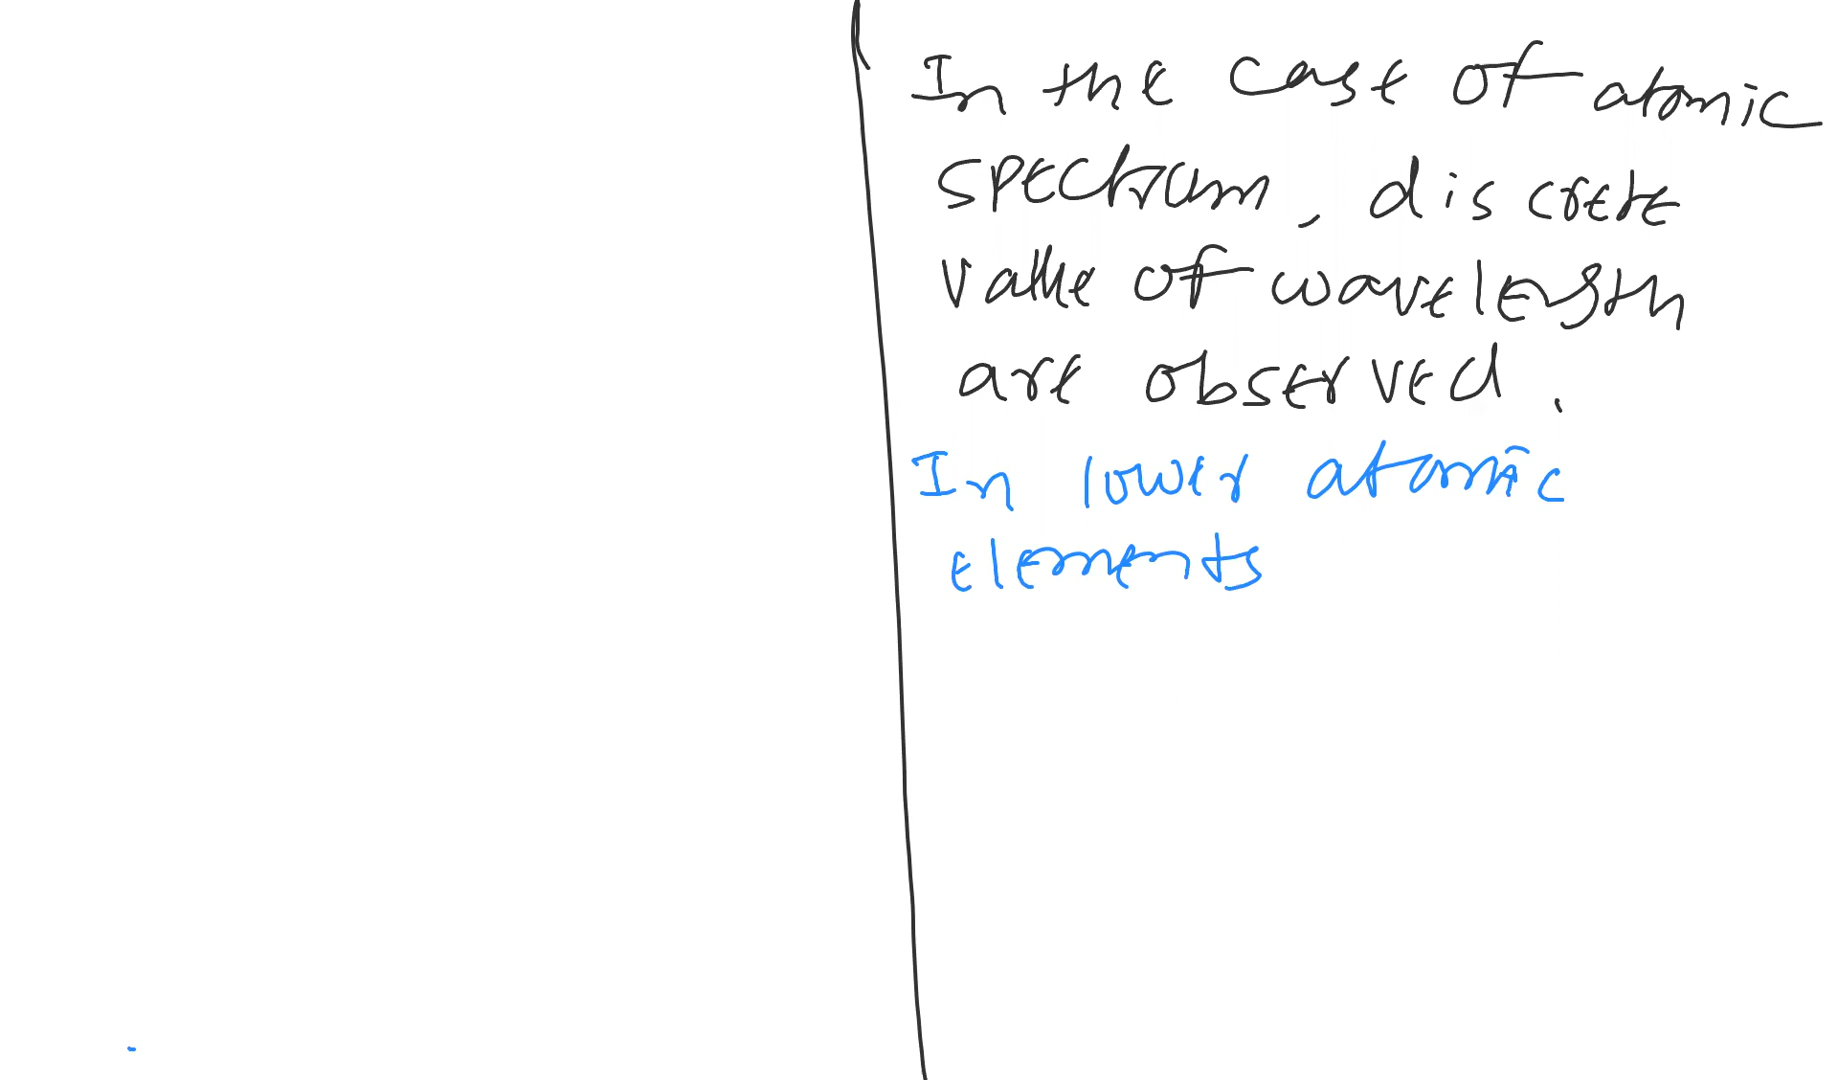 In the case of atomic
spectrum, discrete
value of wavelength
are observed.
In lower atomic
elements